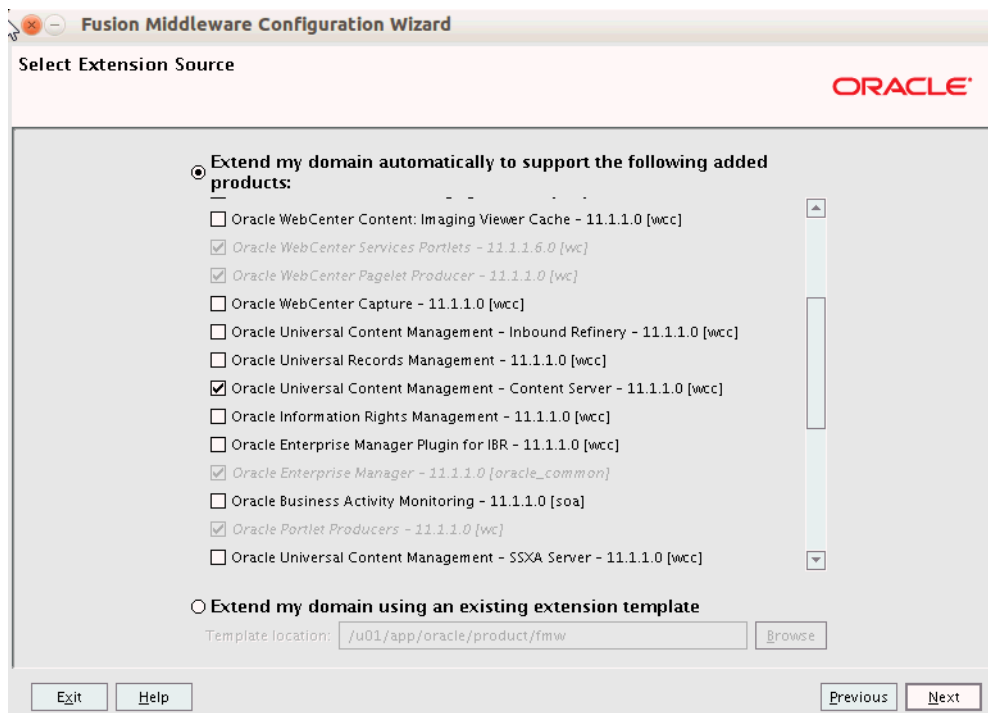 Fusion Middleware Configuration Wizard
Select Extension Source
ORACLE
Extend my domain automatically to support the following added
products:
Oracle WebCenter Content: Imaging Viewer Cache - 11.1.1.0 [wcc]
Oracle WebCenter Services Portlets - 11.1.1.6.0 [wc]
Oracle WebCenter Pagelet Producer - 11.1.1.0 [wc]
Oracle WebCenter Capture - 11.1.1.0 [wcc]
Oracle Universal Content Management - Inbound Refinery - 11.1.1.0 [wcc]
Oracle Universal Records Management - 11.1.1.0 [wcc]
Oracle Universal Content Management - Content Server - 11.1.1.0 [wcc]
Oracle Information Rights Management - 11.1.1.0 [wcc]
Oracle Enterprise Manager Plugin for IBR - 11.1.1.0 [wcc]
Oracle Enterprise Manager - 11.1.1.0 [oracle_common]
Oracle Business Activity Monitoring - 11.1.1.0 [soa]
Oracle Portlet Producers - 11.1.1.0 [wc]
Oracle Universal Content Management - SSXA Server - 11.1.1.0 [wcc]
Extend my domain using an existing extension template
Template location: /u01/app/oracle/product/fmw Browse
Exit Help Previous Next